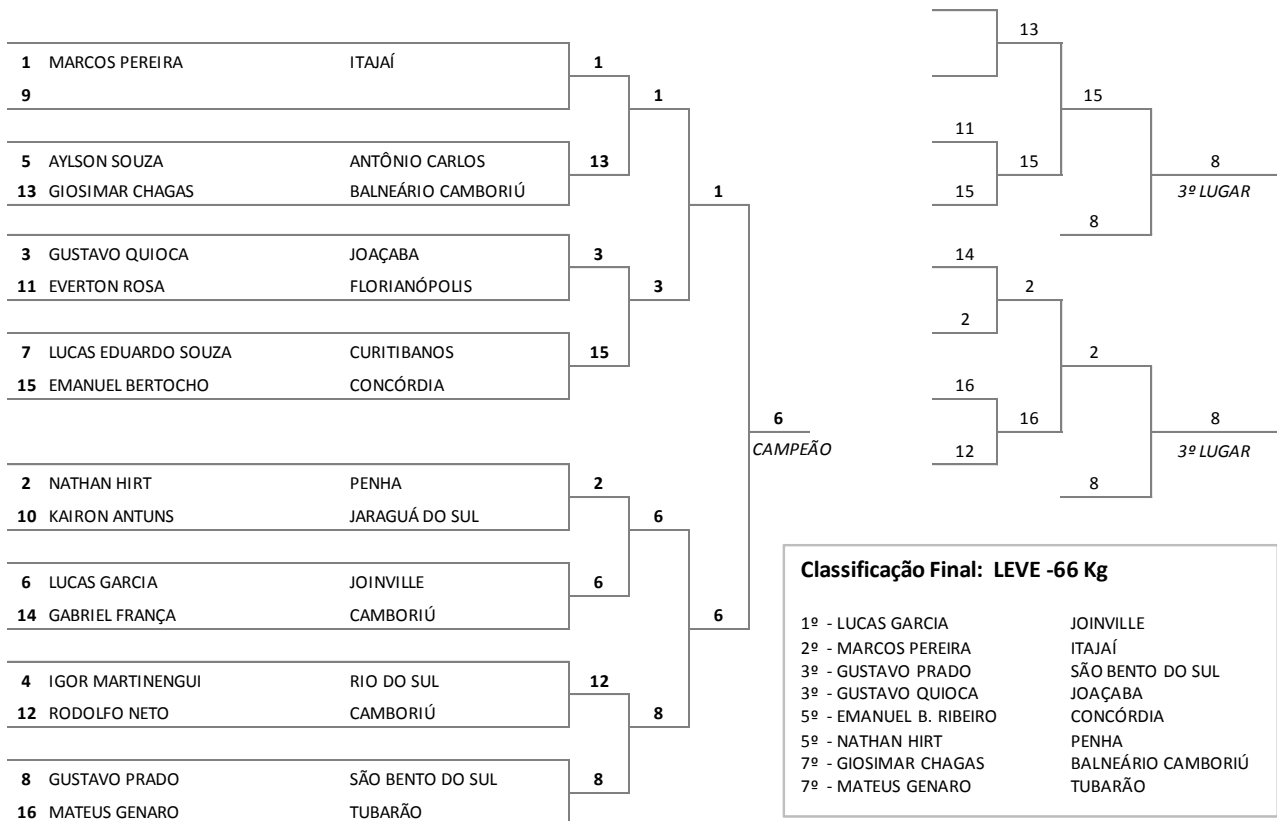 13
1 MARCOS PEREIRA ITAJAÍ 1
9
1 15
11
5 AYLSON SOUZA ANTÔNIO CARLOS 13
15 8
13 GIOSIMAR CHAGAS BALNEÁRIO CAMBORIÚ
1 15 3º LUGAR
8
3 GUSTAVO QUIOCA JOAÇABA 3
14
11 EVERTON ROSA FLORIANÓPOLIS
3 2
2
7 LUCAS EDUARDO SOUZA CURITIBANOS 15
2
15 EMANUEL BERTOCHO CONCÓRDIA
16
6 16 8
CAMPEÃO 12 3º LUGAR
2 NATHAN HIRT PENHA 2
8
10 KAIRON ANTUNS JARAGUÁ DO SUL
6
6 LUCAS GARCIA JOINVILLE 6
14 GABRIEL FRANÇA CAMBORIÚ
6
4 IGOR MARTINENGUI RIO DO SUL 12
12 RODOLFO NETO CAMBORIÚ
8
8 GUSTAVO PRADO SÃO BENTO DO SUL 8
16 MATEUS GENARO TUBARÃO
Classificação Final: LEVE -66 Kg
1º - LUCAS GARCIA JOINVILLE
2º - MARCOS PEREIRA ITAJAÍ
3º - GUSTAVO PRADO SÃO BENTO DO SUL
3º - GUSTAVO QUIOCA JOAÇABA
5º - EMANUEL B. RIBEIRO CONCÓRDIA
5º - NATHAN HIRT PENHA
7º - GIOSIMAR CHAGAS BALNEÁRIO CAMBORIÚ
7º - MATEUS GENARO TUBARÃO